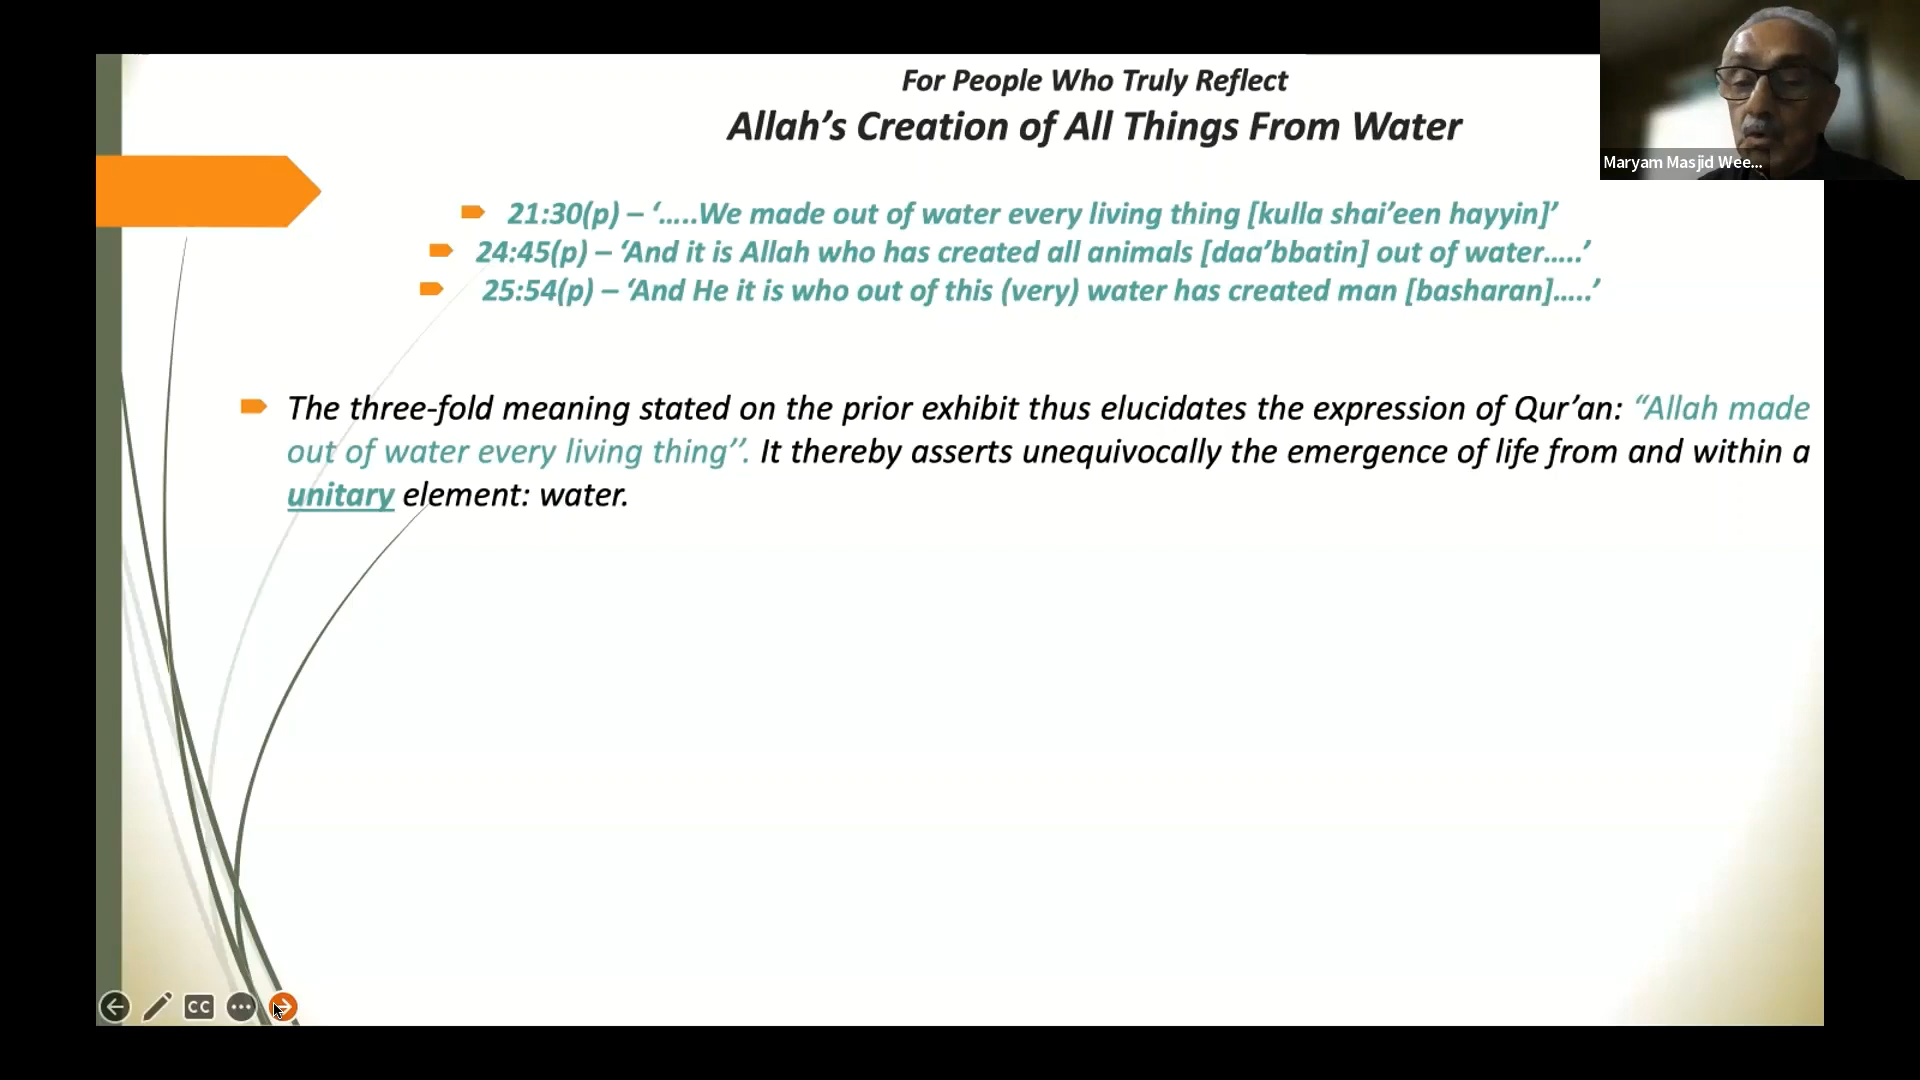 For People Who Truly Reflect
Allah’s Creation of All Things From Water
Maryam Masjid Wee...
21:30(p) – ‘…..We made out of water every living thing [kulla shai’een hayyin]’
24:45(p) – ‘And it is Allah who has created all animals [daa’bbatin] out of water…..’
25:54(p) – ‘And He it is who out of this (very) water has created man [basharan]…..’
The three-fold meaning stated on the prior exhibit thus elucidates the expression of Qur’an: “Allah made
out of water every living thing’’. It thereby asserts unequivocally the emergence of life from and within a
unitary element: water.
CC